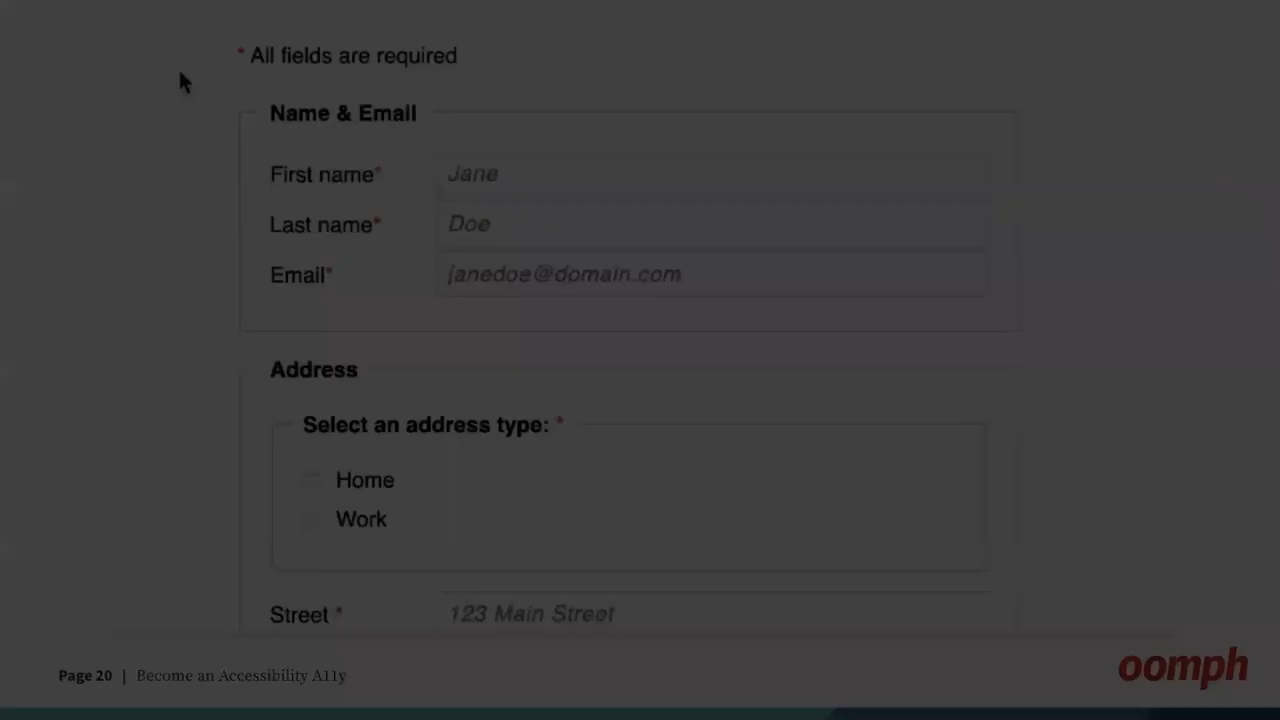 * All fields are required
Name & Email
First name* Jane
Last name* Doe
Email* janedoe@domain.com
Address
Select an address type: *
Home
Work
Street * 123 Main Street
Page 20 | Become an Accessibility A11y
oomph